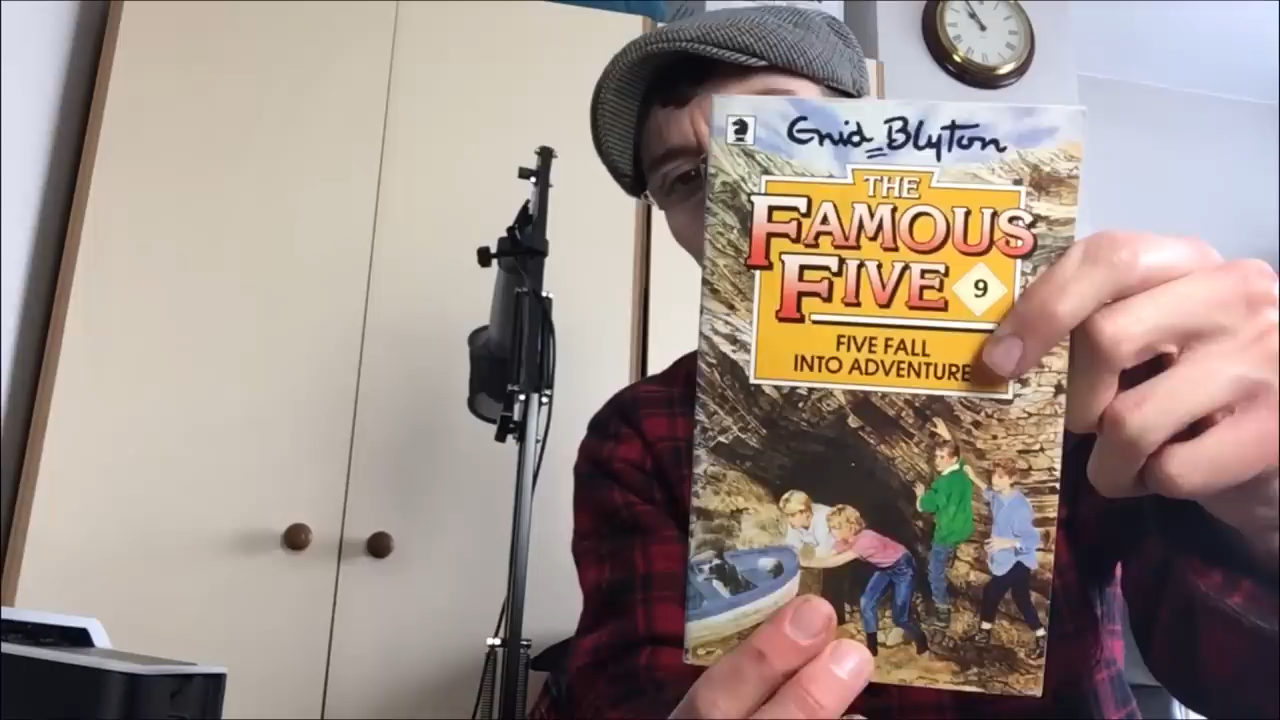 Enid Blyton
THE
FAMOUS
FIVE 9
FIVE FALL
INTO ADVENTURE